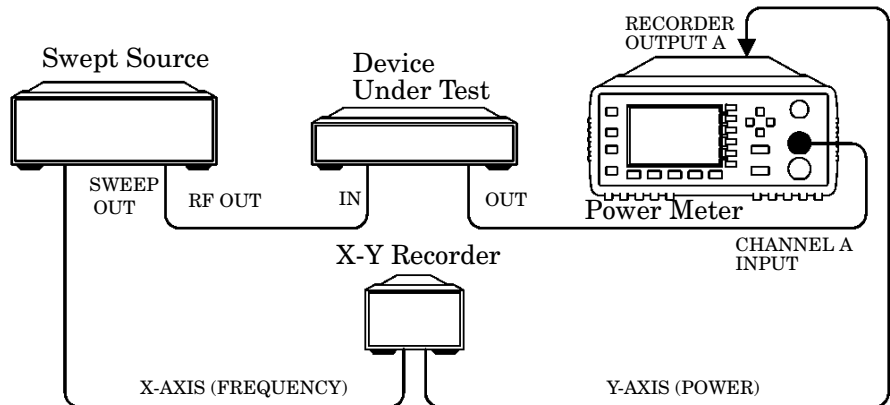 RECORDER
OUTPUT A
Swept Source
Device
Under Test
SWEEP
OUT
RF OUT
IN
OUT
Power Meter
CHANNEL A
INPUT
X-Y Recorder
X-AXIS (FREQUENCY)
Y-AXIS (POWER)